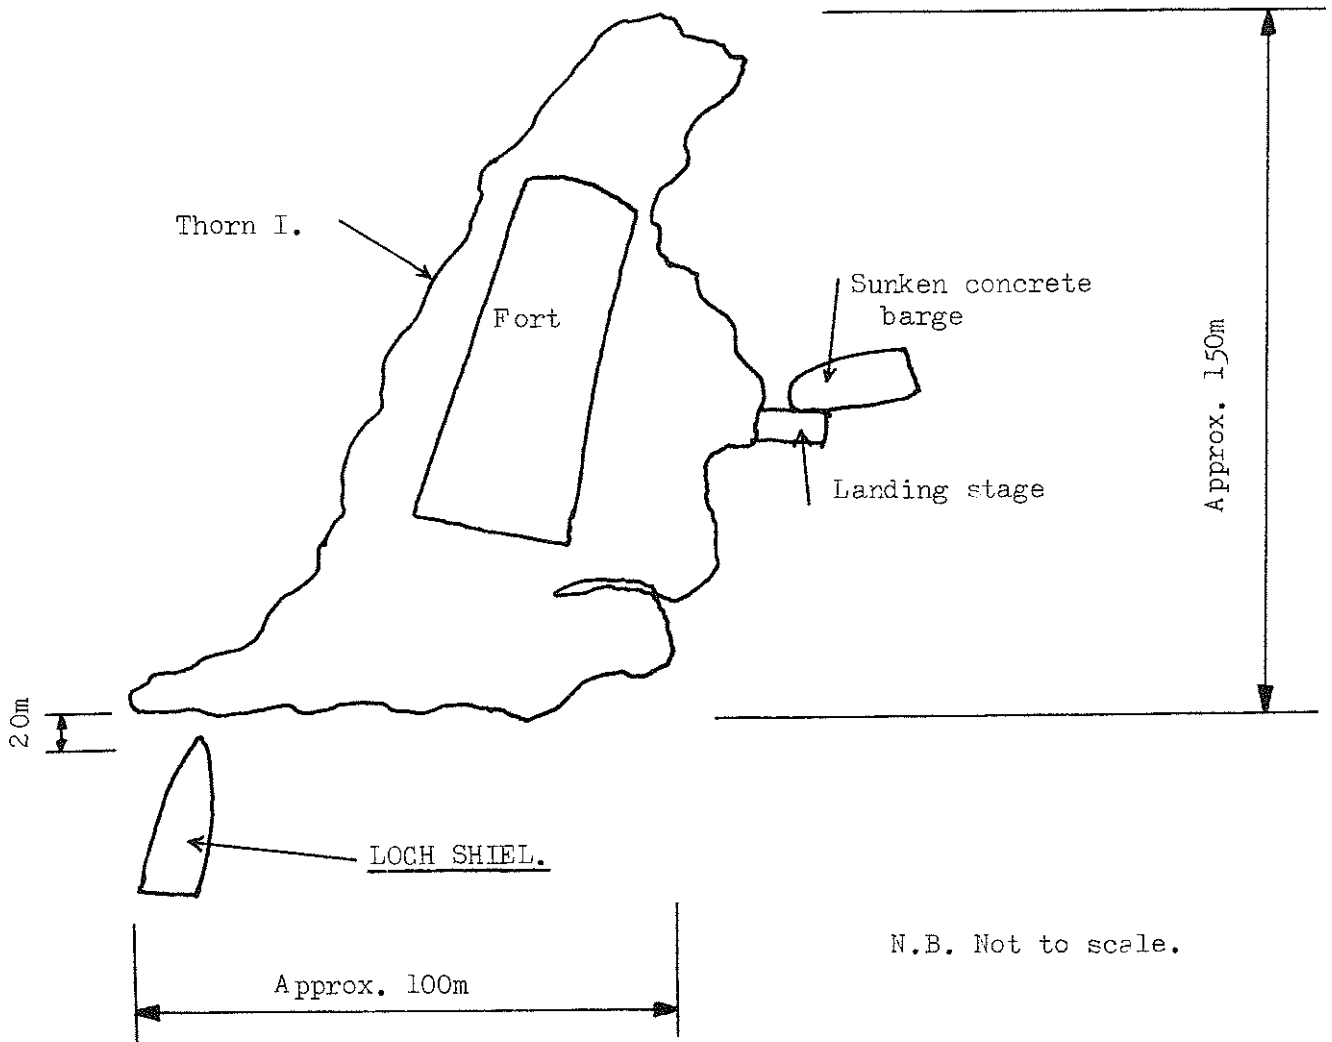 Thorn I.
Fort
Sunken concrete
barge
Landing stage
Approx. 150m
20m
LOCH SHIEL.
N.B. Not to scale.
Approx. 100m